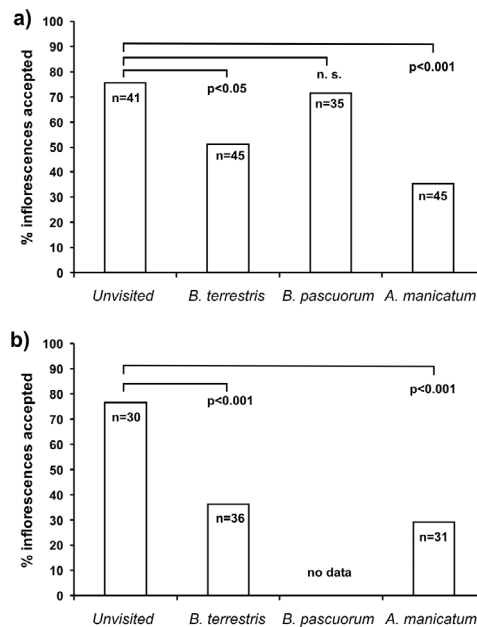 a)
% inflorescences accepted
100
90
80
70
60
50
40
30
20
10
0
p<0.05
n. s.
p<0.001
n=41
n=45
n=35
n=45
Unvisited B. terrestris B. pascuorum A. manicatum
b)
% inflorescences accepted
100
90
80
70
60
50
40
30
20
10
0
p<0.001
p<0.001
n=30
n=36
no data
n=31
Unvisited B. terrestris B. pascuorum A. manicatum